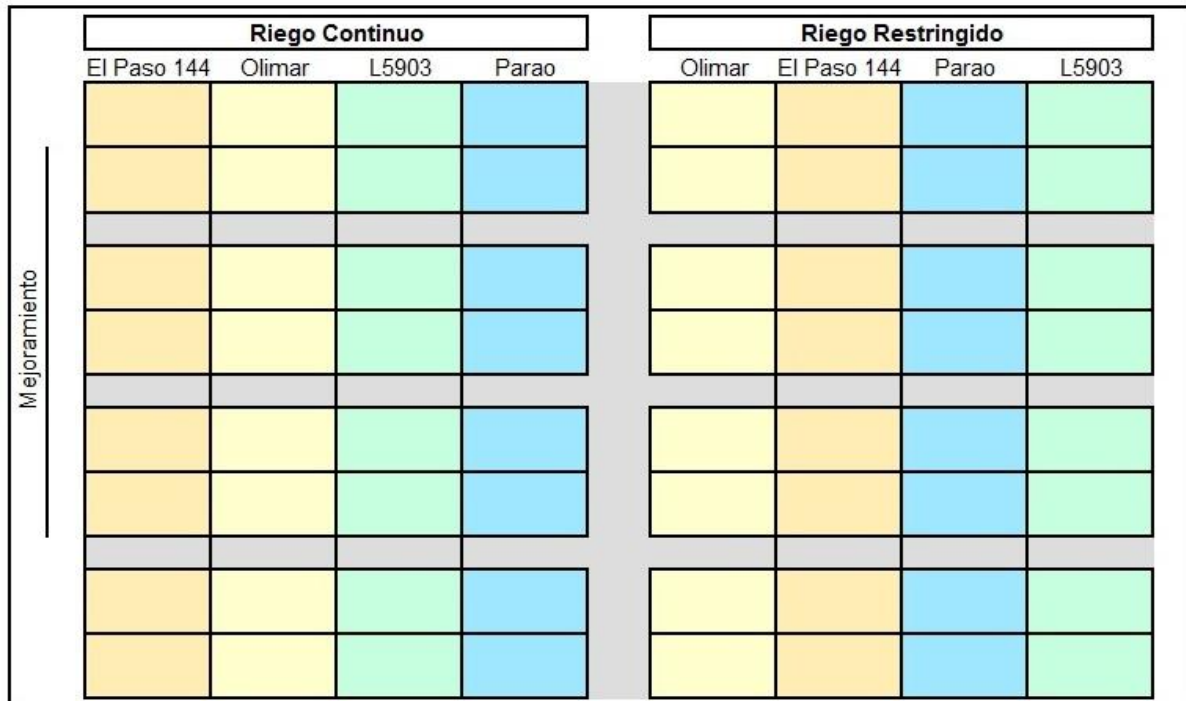 Riego Continuo
Riego Restringido
El Paso 144 Olimar L5903 Parao
Olimar El Paso 144 Parao L5903
Mejoramiento